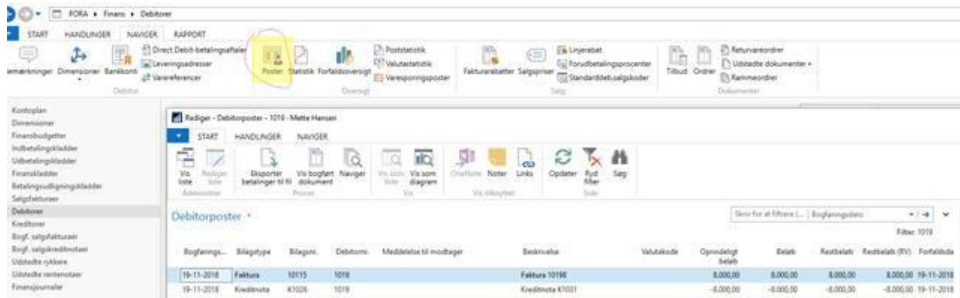 FORA ▸ Finans ▸ Debitorer
START HANDLINGER NAVIGER RAPPORT
Bemærkninger Dimensioner Bankkonti
Direct Debit-betalingsaftaler
Leveringsadresser
Varereferencer
Debitor
Poster Statistik Forfaldsoversigt
Poststatistik
Valutastatistik
Varesporingsposter
Oversigt
Fakturarabatter Salgspriser
Linjerabat
Forudbetalingsprocenter
Standarddeb.salgskoder
Salg
Tilbud Ordrer
Returvareordrer
Udstedte dokumenter
Rammeordrer
Dokumenter
Kontoplan
Dimensioner
Finansbudgetter
Indbetalingskladder
Udbetalingskladder
Finanskladder
Betalingsudligningskladder
Salgsfakturaer
Debitorer
Kreditorer
Bogf. salgsfakturaer
Bogf. salgskreditnotaer
Udstedte rykkere
Udstedte rentenotaer
Finansjournaler
Rediger - Debitorposter - 1019 - Mette Hansen
START HANDLINGER NAVIGER
Vis liste
Rediger liste
Administrer
Eksporter betalinger til fil
Vis bogført dokument
Naviger
Proces
Vis som liste
Vis som diagram
Vis
OneNote Noter Links
Vis tilknyttet
Opdater
Ryd filter
Søg
Side
Debitorposter
Skriv for at filtrere (... Bogføringsdato
Filter: 1019
Bogførings... Bilagstype Bilagsnr. Debitornr. Meddelelse til modtager Beskrivelse Valutakode Oprindeligt beløb Beløb Restbeløb Restbeløb (RV) Forfaldsda
19-11-2018 Faktura 10115 1019 Faktura 10198 8.000,00 8.000,00 8.000,00 8.000,00 19-11-2018
19-11-2018 Kreditnota K1026 1019 Kreditnota K1031 -8.000,00 -8.000,00 -8.000,00 -8.000,00 19-11-2018